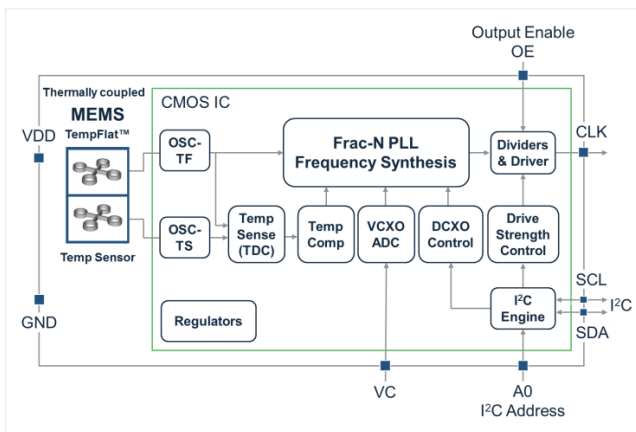 Output Enable
OE
Thermally coupled
MEMS
TempFlat™
CMOS IC
VDD
CLK
OSC-
TF
Frac-N PLL
Frequency Synthesis
Dividers
& Driver
OSC-
TS
Temp
Sense
(TDC)
Temp
Comp
VCXO
ADC
DCXO
Control
Drive
Strength
Control
Temp Sensor
SCL
I²C
SDA
I²C
Engine
GND
Regulators
VC
A0
I²C Address